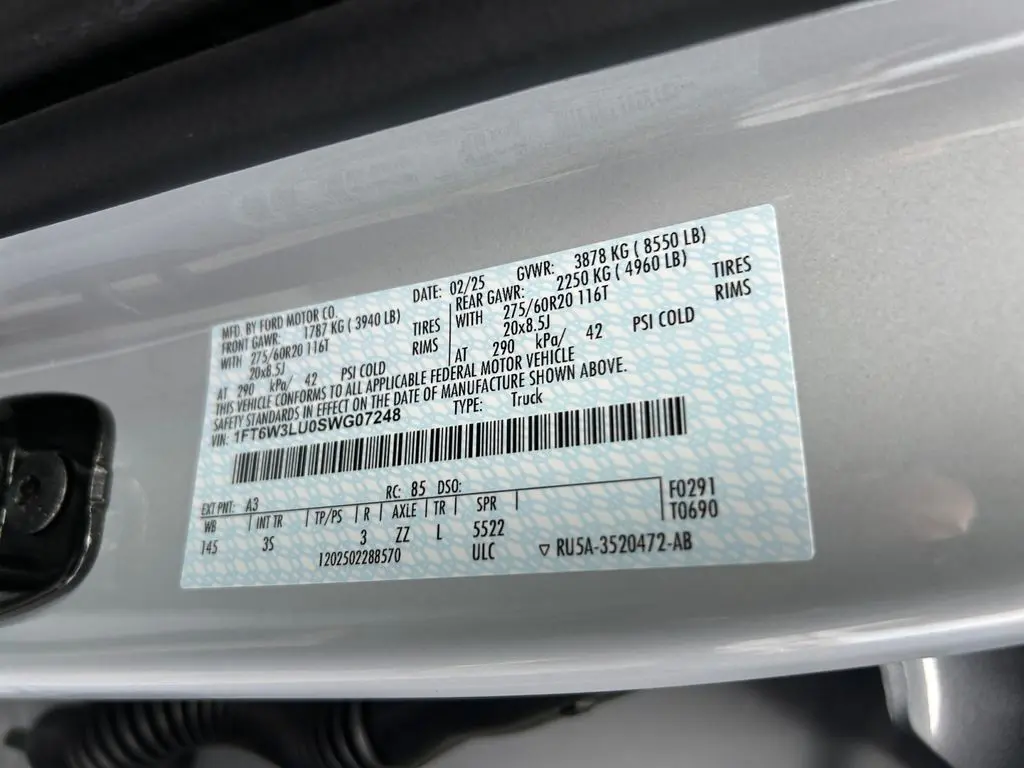 MFD. BY FORD MOTOR CO.
DATE: 02/25 GVWR: 3878 KG ( 8550 LB)
FRONT GAWR: 1787 KG ( 3940 LB)
WITH 275/60R20 116T TIRES
20x8.5J RIMS
AT 290 kPa/ 42 PSI COLD
REAR GAWR: 2250 KG ( 4960 LB)
WITH 275/60R20 116T TIRES
20x8.5J RIMS
AT 290 kPa/ 42 PSI COLD
THIS VEHICLE CONFORMS TO ALL APPLICABLE FEDERAL MOTOR VEHICLE
SAFETY STANDARDS IN EFFECT ON THE DATE OF MANUFACTURE SHOWN ABOVE.
VIN: 1FT6W3LU0SWG07248 TYPE: Truck
EXT PNT: A3 RC: 85 DSO:
WB INT TR TP/PS R AXLE TR SPR
145 3S 3 ZZ L 5522
F0291
T0690
1202502288570 ULC ▽ RU5A-3520472-AB